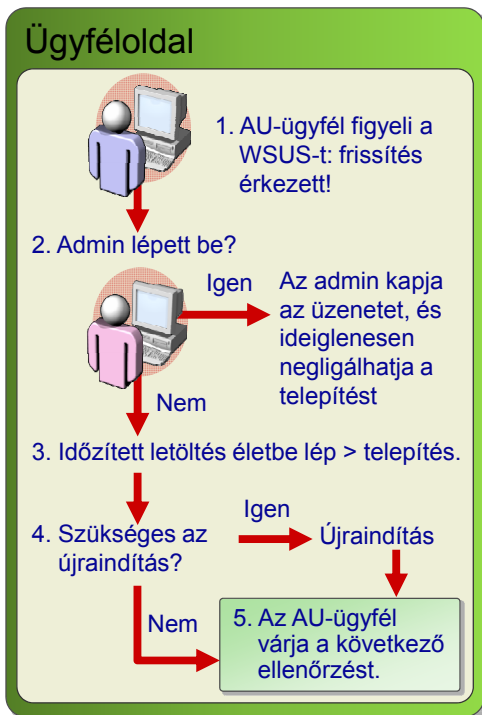 Ügyféloldal
1. AU-ügyfél figyeli a
WSUS-t: frissítés
érkezett!
2. Admin lépett be?
Igen
Az admin kapja
az üzenetet, és
ideiglenesen
negligálhatja a
telepítést
Nem
3. Időzített letöltés életbe lép > telepítés.
4. Szükséges az
újraindítás?
Igen
Újraindítás
Nem
5. Az AU-ügyfél
várja a következő
ellenőrzést.